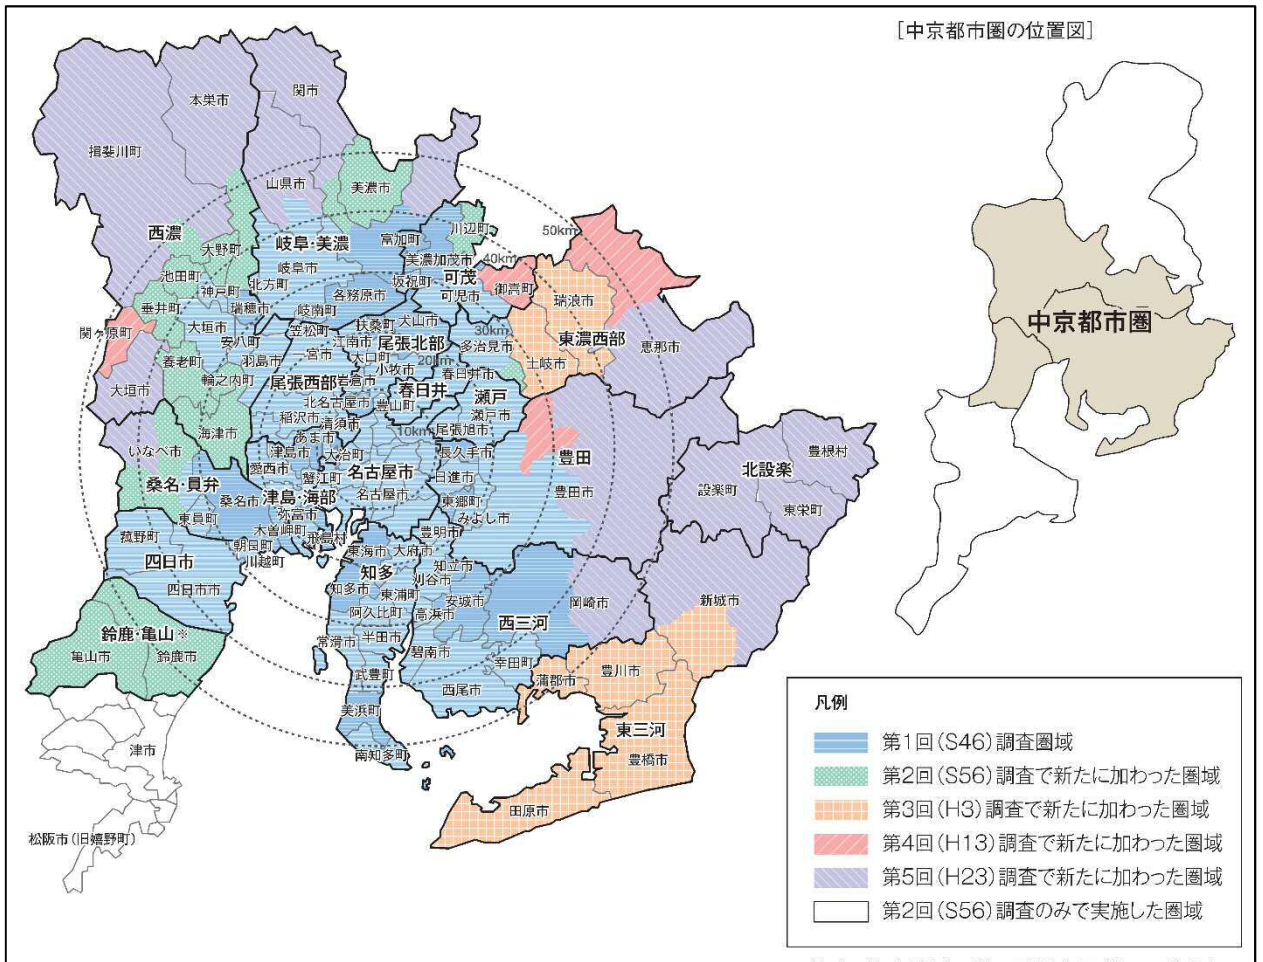 [中京都市圏の位置図]
中京都市圏
本巣市
関市
揖斐川町
山県市
美濃市
西濃
大野町
岐阜・美濃
富加町
川辺町
50km
池田町
岐阜市
美濃加茂市
40km
神戸町
北方町
坂祝町
可茂
御嵩町
垂井町
瑞穂市
各務原市
可児市
瑞浪市
関ヶ原町
大垣市
岐南町
笠松町
扶桑町
犬山市
30km
東濃西部
恵那市
安八町
江南市
尾張北部
多治見市
養老町
羽島市
一宮市
大口町
20km
土岐市
輪之内町
小牧市
春日井市
大垣市
尾張西部
岩倉市
春日井
瀬戸
北名古屋市
豊山町
稲沢市
清須市
瀬戸市
海津市
あま市
10km
尾張旭市
いなべ市
津島市
大治町
長久手市
豊田
北設楽
豊根村
愛西市
名古屋市
桑名・員弁
蟹江町
日進市
設楽町
桑名市
津島・海部
名古屋市
東郷町
豊田市
東栄町
東員町
弥富市
みよし市
菰野町
木曽岬町
飛島村
豊明市
朝日町
東海市
大府市
四日市
川越町
知多
知立市
刈谷市
四日市市
知多市
東浦町
安城市
岡崎市
新城市
阿久比町
高浜市
西三河
鈴鹿・亀山※
常滑市
半田市
亀山市
鈴鹿市
碧南市
幸田町
豊川市
武豊町
蒲郡市
西尾市
美浜町
東三河
津市
南知多町
豊橋市
田原市
松阪市(旧嬉野町)
凡例
第1回(S46)調査圏域
第2回(S56)調査で新たに加わった圏域
第3回(H3)調査で新たに加わった圏域
第4回(H13)調査で新たに加わった圏域
第5回(H23)調査で新たに加わった圏域
第2回(S56)調査のみで実施した圏域